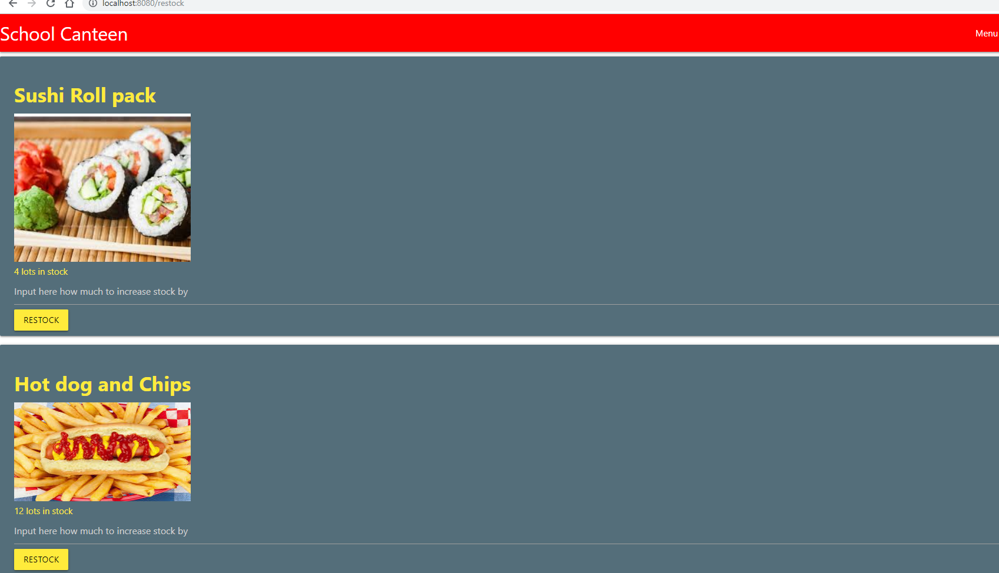 localhost:8080/restock
School Canteen
Menu
Sushi Roll pack
4 lots in stock
Input here how much to increase stock by
RESTOCK
Hot dog and Chips
12 lots in stock
Input here how much to increase stock by
RESTOCK